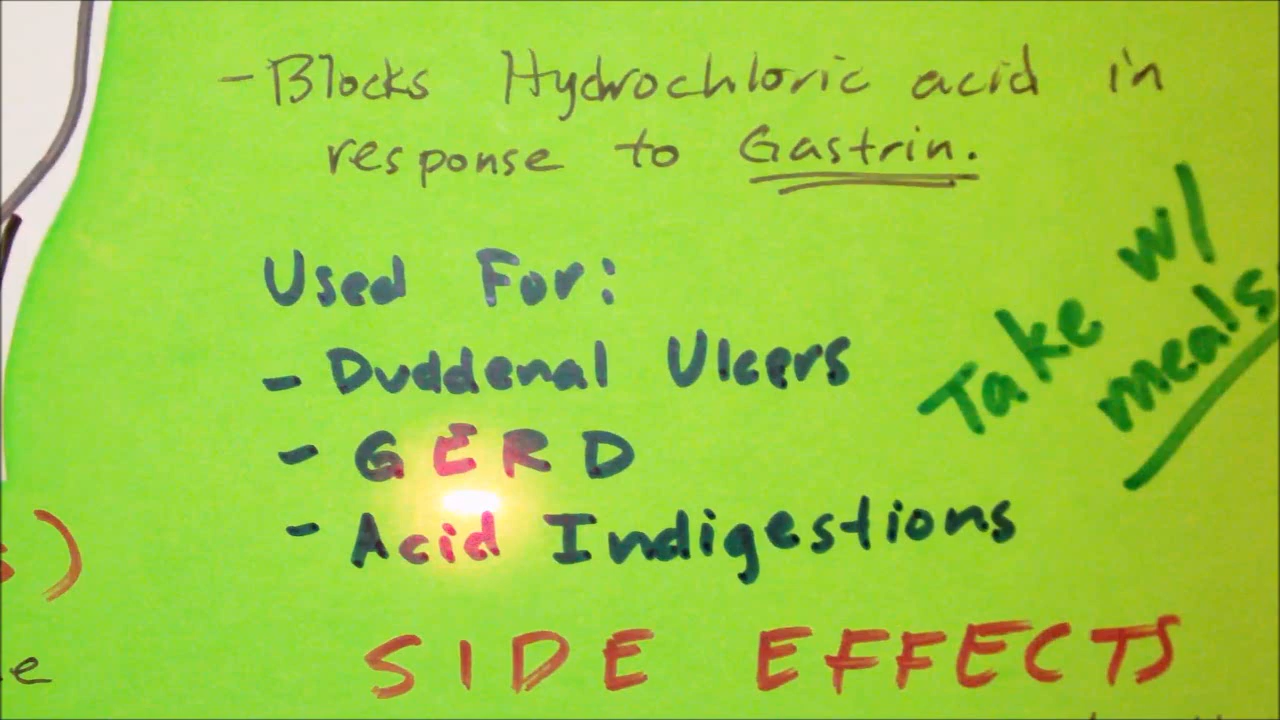 - Blocks Hydrochloric acid in
response to Gastrin.
Take w/
meals
Used For:
- Duddenal Ulcers
- GERD
- Acid Indigestions
SIDE EFFECTS